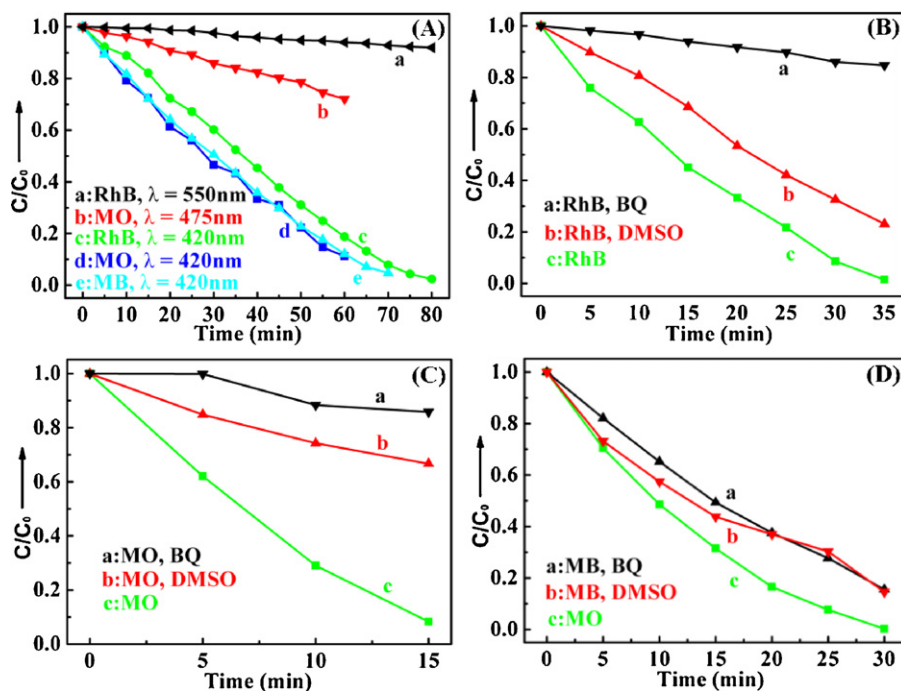 (A)
C/C₀
1.0
0.8
0.6
0.4
0.2
0.0
a
b
a:RhB, λ = 550nm
b:MO, λ = 475nm
c:RhB, λ = 420nm
d:MO, λ = 420nm
e:MB, λ = 420nm
c
d
e
0 10 20 30 40 50 60 70 80
Time (min)
(B)
C/C₀
1.0
0.8
0.6
0.4
0.2
0.0
a
b
c
a:RhB, BQ
b:RhB, DMSO
c:RhB
0 5 10 15 20 25 30 35
Time (min)
(C)
C/C₀
1.0
0.8
0.6
0.4
0.2
0.0
a
b
c
a:MO, BQ
b:MO, DMSO
c:MO
0 5 10 15
Time (min)
(D)
C/C₀
1.0
0.8
0.6
0.4
0.2
0.0
a
b
c
a:MB, BQ
b:MB, DMSO
c:MO
0 5 10 15 20 25 30
Time (min)